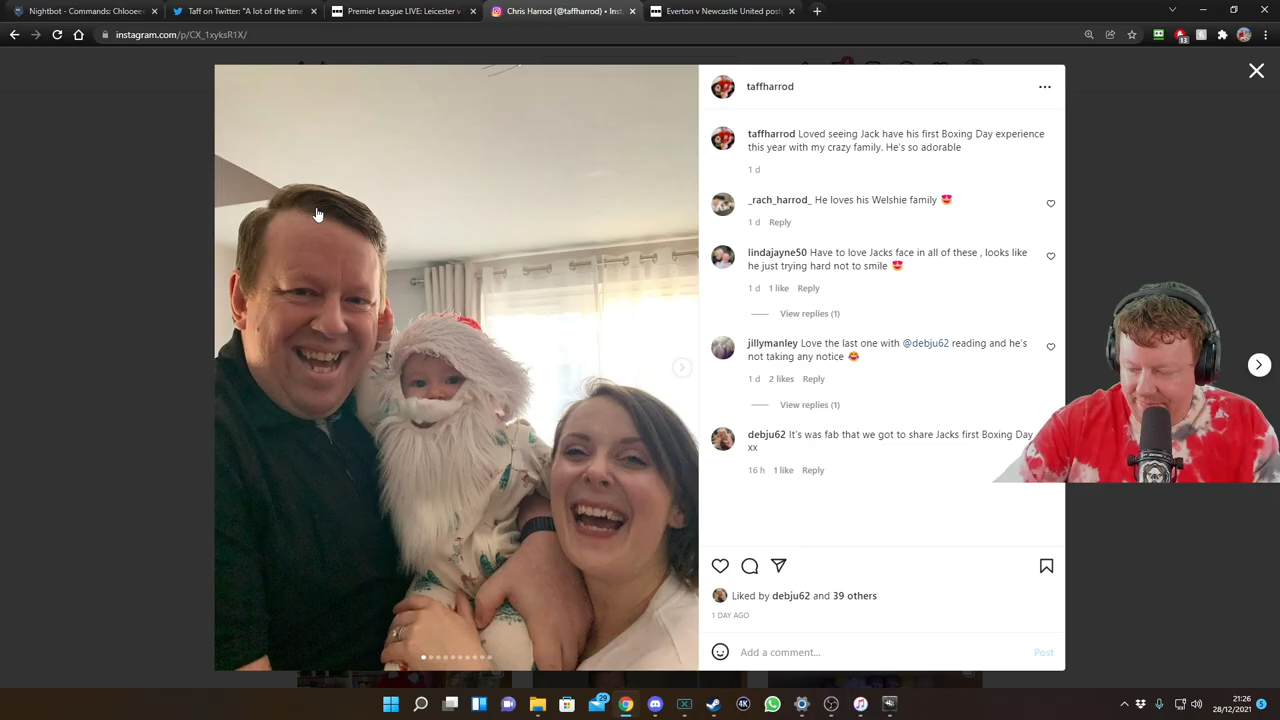 Nightbot - Commands: Chloee
Taff on Twitter: "A lot of the time
Premier League LIVE: Leicester v
Chris Harrod (@taffharrod) • Inst
Everton v Newcastle United post
instagram.com/p/CX_1xyksR1X/
13
taffharrod
taffharrod Loved seeing Jack have his first Boxing Day experience
this year with my crazy family. He's so adorable
1 d
_rach_harrod_ He loves his Welshie family 😍
1 d Reply
lindajayne50 Have to love Jacks face in all of these , looks like
he just trying hard not to smile 😍
1 d 1 like Reply
View replies (1)
jillymanley Love the last one with @debju62 reading and he's
not taking any notice 😂
1 d 2 likes Reply
View replies (1)
debju62 It's was fab that we got to share Jacks first Boxing Day
xx
16 h 1 like Reply
Liked by debju62 and 39 others
1 DAY AGO
Add a comment...
Post
29
4K
21:26
28/12/2021
5